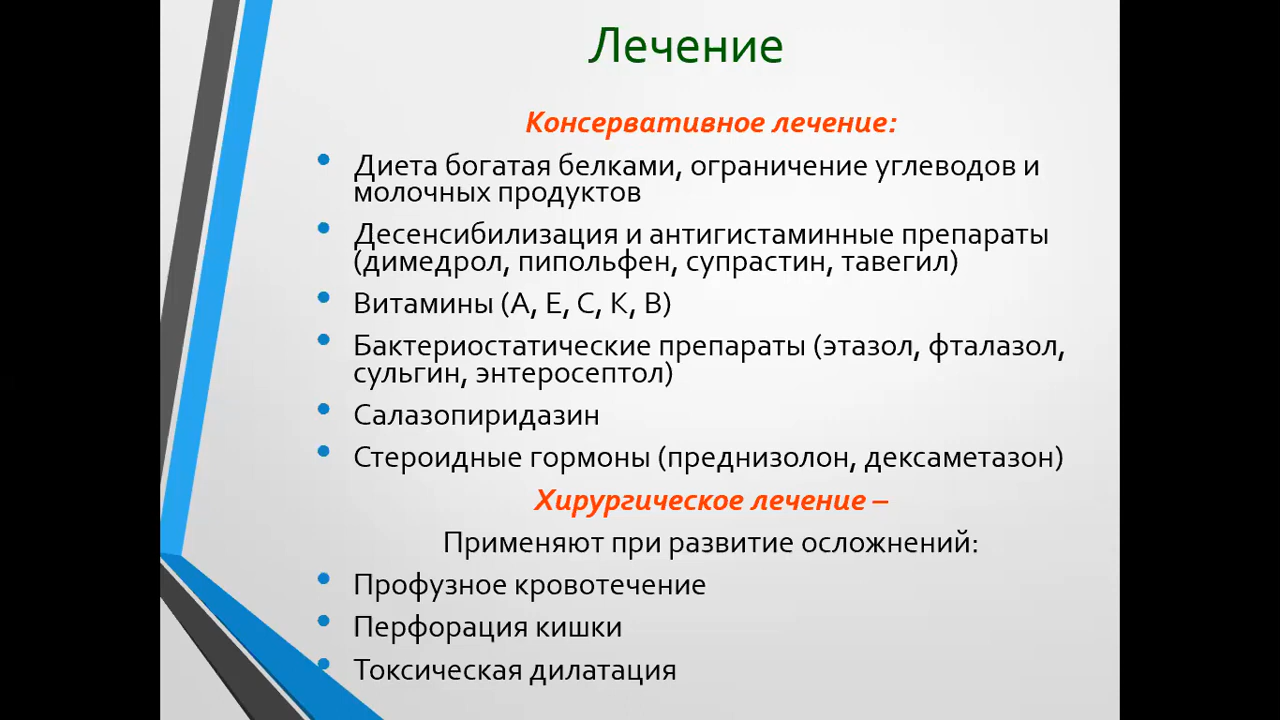 Лечение
Консервативное лечение:
Диета богатая белками, ограничение углеводов и
молочных продуктов
Десенсибилизация и антигистаминные препараты
(димедрол, пипольфен, супрастин, тавегил)
Витамины (А, Е, С, К, В)
Бактериостатические препараты (этазол, фталазол,
сульгин, энтеросептол)
Салазопиридазин
Стероидные гормоны (преднизолон, дексаметазон)
Хирургическое лечение –
Применяют при развитие осложнений:
Профузное кровотечение
Перфорация кишки
Токсическая дилатация